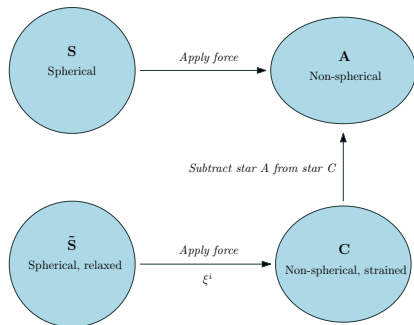 S
Spherical
Apply force
A
Non-spherical
Subtract star A from star C
S̃
Spherical, relaxed
Apply force
ξⁱ
C
Non-spherical, strained